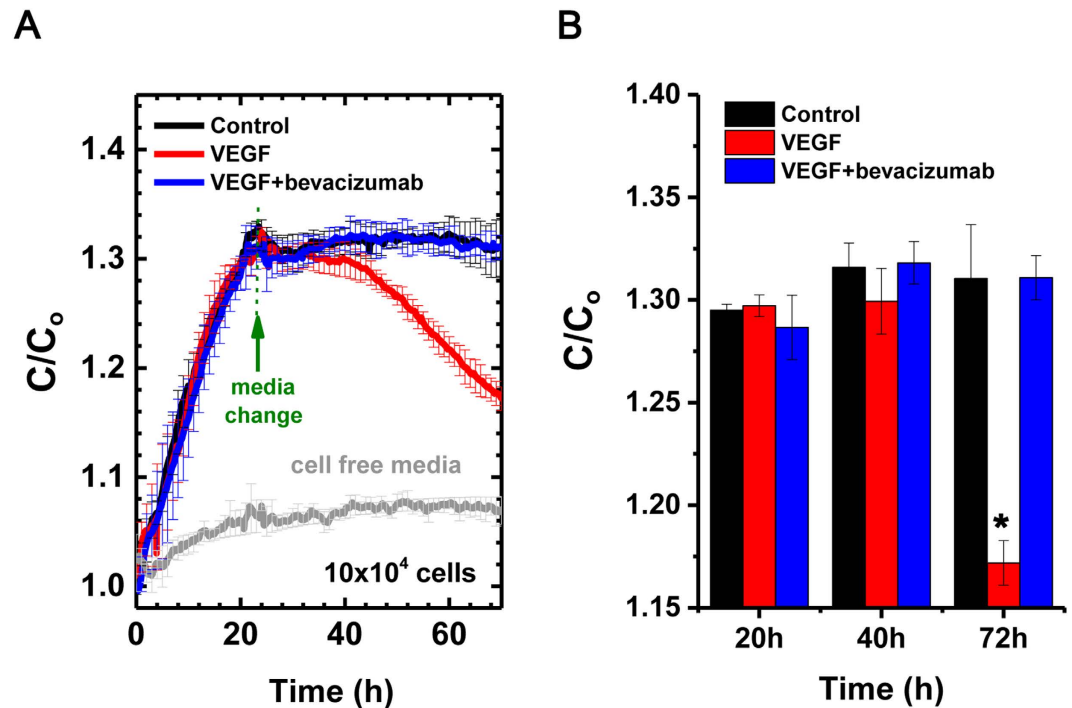 A
C/Co
1.4
1.3
1.2
1.1
1.0
Control
VEGF
VEGF+bevacizumab
media
change
cell free media
10x10⁴ cells
0 20 40 60
Time (h)
B
C/Co
1.40
1.35
1.30
1.25
1.20
1.15
Control
VEGF
VEGF+bevacizumab
*
20h 40h 72h
Time (h)